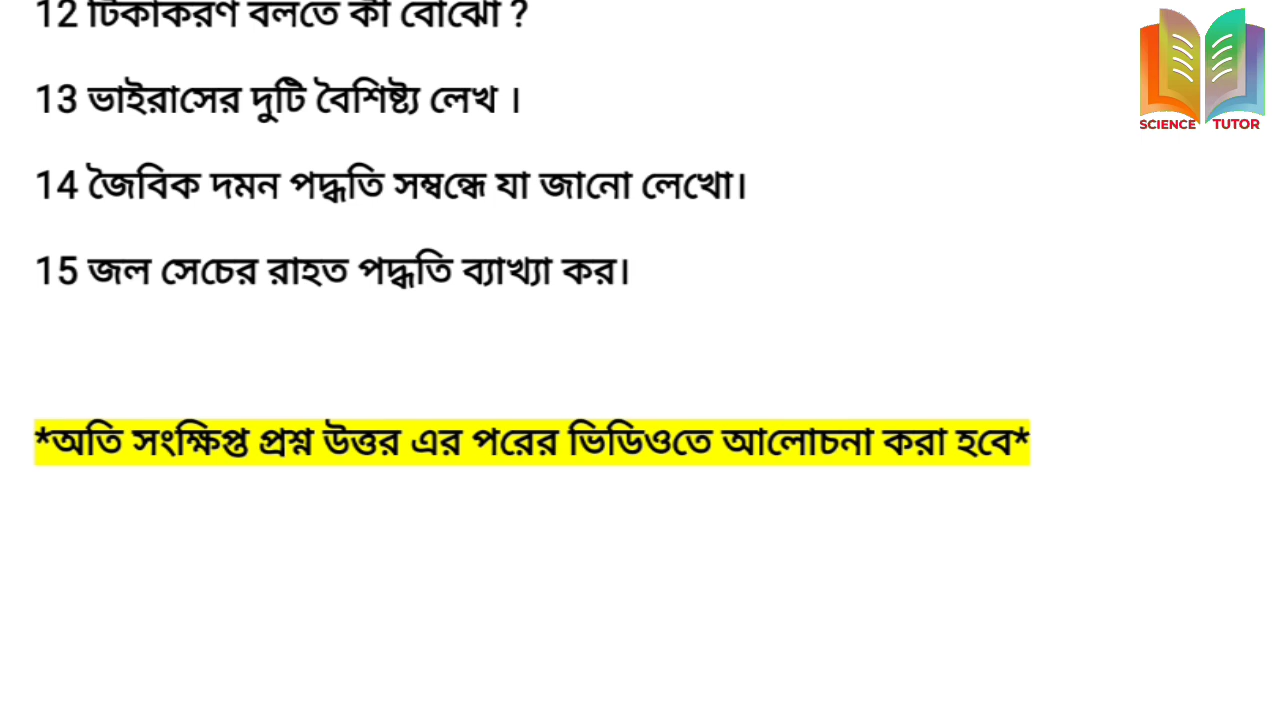 12 টিকাকরণ বলতে কী বোঝো ?
13 ভাইরাসের দুটি বৈশিষ্ট্য লেখ ।
14 জৈবিক দমন পদ্ধতি সম্বন্ধে যা জানো লেখো।
15 জল সেচের রাহত পদ্ধতি ব্যাখ্যা কর।
*অতি সংক্ষিপ্ত প্রশ্ন উত্তর এর পরের ভিডিওতে আলোচনা করা হবে*
SCIENCE TUTOR